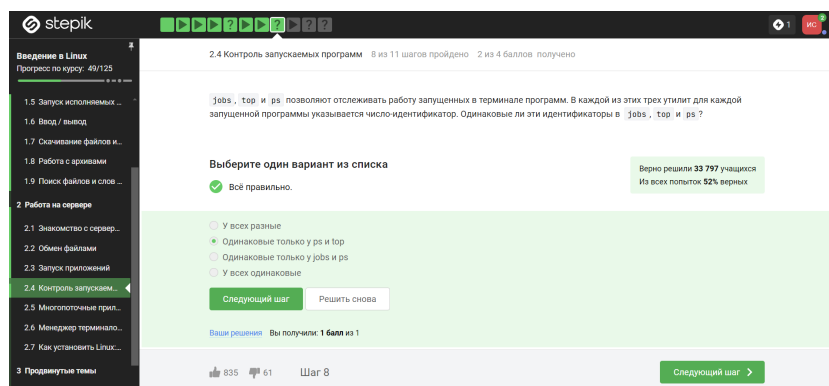 stepik
1
ИС
2
Введение в Linux
Прогресс по курсу: 49/125
1.5 Запуск исполняемых ...
1.6 Ввод / вывод
1.7 Скачивание файлов и...
1.8 Работа с архивами
1.9 Поиск файлов и слов ...
2 Работа на сервере
2.1 Знакомство с сервер...
2.2 Обмен файлами
2.3 Запуск приложений
2.4 Контроль запускаем...
2.5 Многопоточные прил...
2.6 Менеджер терминало...
2.7 Как установить Linux:...
3 Продвинутые темы
2.4 Контроль запускаемых программ 8 из 11 шагов пройдено 2 из 4 баллов получено
jobs , top и ps позволяют отслеживать работу запущенных в терминале программ. В каждой из этих трех утилит для каждой
запущенной программы указывается число-идентификатор. Одинаковые ли эти идентификаторы в jobs , top и ps ?
Выберите один вариант из списка
Всё правильно.
Верно решили 33 797 учащихся
Из всех попыток 52% верных
У всех разные
Одинаковые только у ps и top
Одинаковые только у jobs и ps
У всех одинаковые
Следующий шаг
Решить снова
Ваши решения Вы получили: 1 балл из 1
835 61 Шаг 8
Следующий шаг